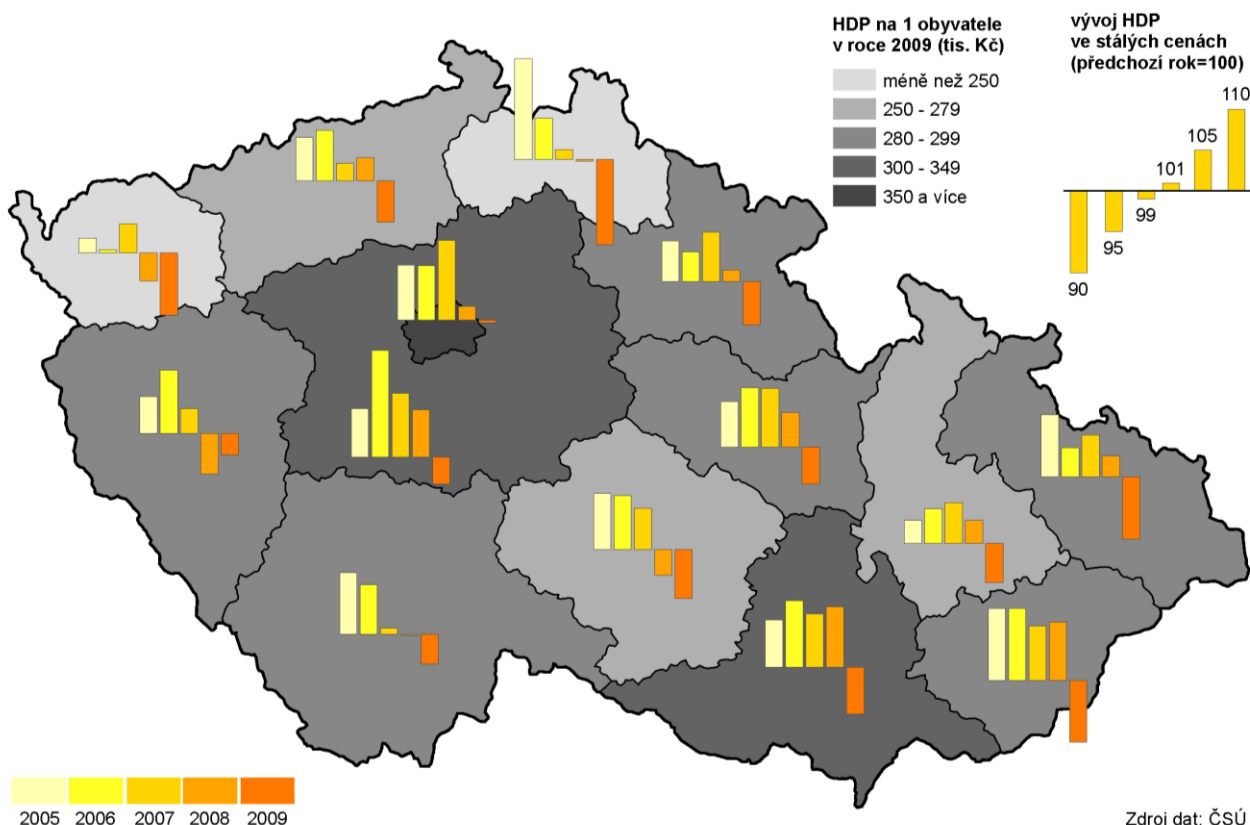 HDP na 1 obyvatele
v roce 2009 (tis. Kč)
méně než 250
250 - 279
280 - 299
300 - 349
350 a více
vývoj HDP
ve stálých cenách
(předchozí rok=100)
110
105
101
99
95
90
2005 2006 2007 2008 2009
Zdroj dat: ČSÚ